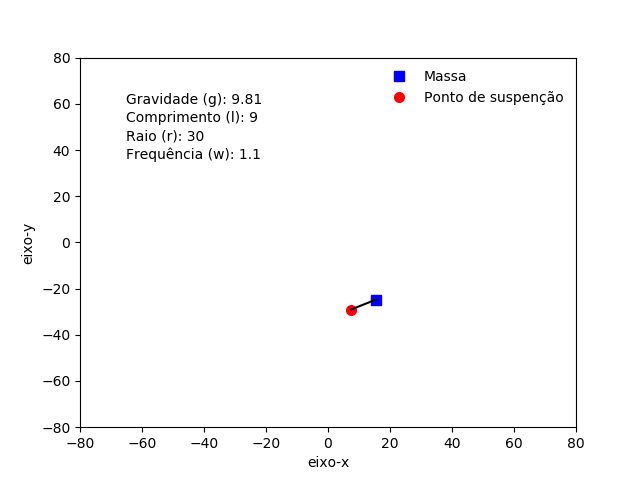 80
60
40
20
0
−20
−40
−60
−80
−80
−60
−40
−20
0
20
40
60
80
eixo-x
eixo-y
Gravidade (g): 9.81
Comprimento (l): 9
Raio (r): 30
Frequência (w): 1.1
Massa
Ponto de suspenção